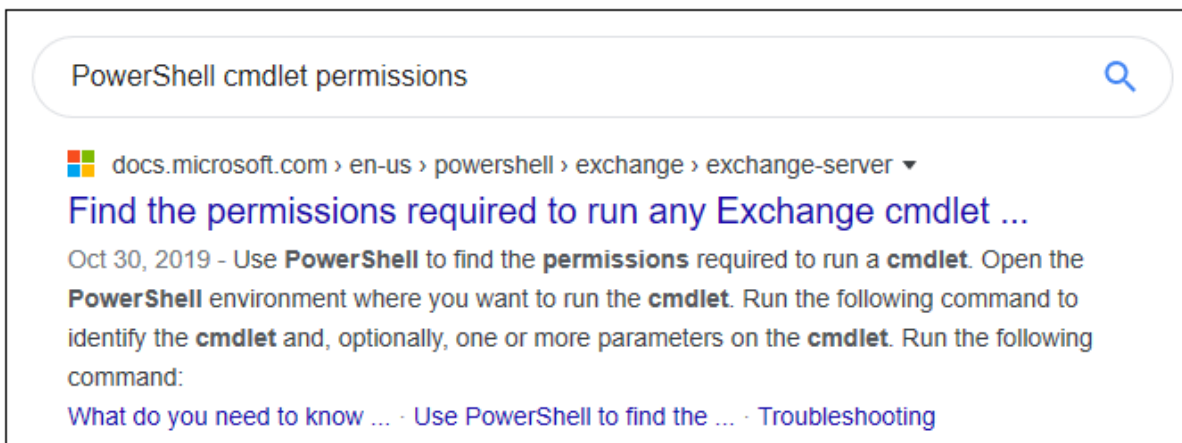 PowerShell cmdlet permissions
docs.microsoft.com › en-us › powershell › exchange › exchange-server
Find the permissions required to run any Exchange cmdlet ...
Oct 30, 2019 - Use PowerShell to find the permissions required to run a cmdlet. Open the
PowerShell environment where you want to run the cmdlet. Run the following command to
identify the cmdlet and, optionally, one or more parameters on the cmdlet. Run the following
command:
What do you need to know ... · Use PowerShell to find the ... · Troubleshooting